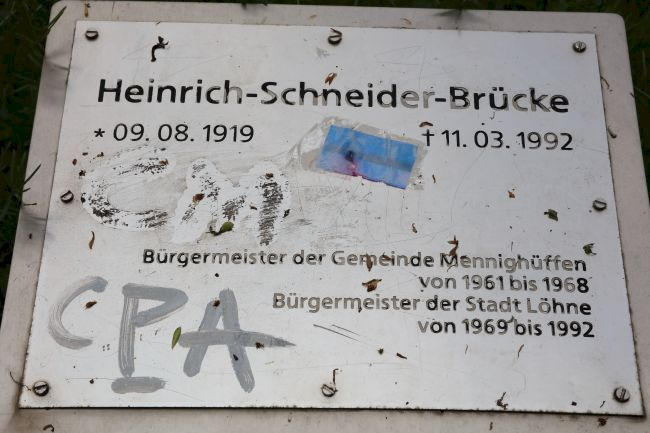 Heinrich-Schneider-Brücke
* 09. 08. 1919 † 11. 03. 1992
CM
Bürgermeister der Gemeinde Mennighüffen
von 1961 bis 1968
Bürgermeister der Stadt Löhne
von 1969 bis 1992
CPA